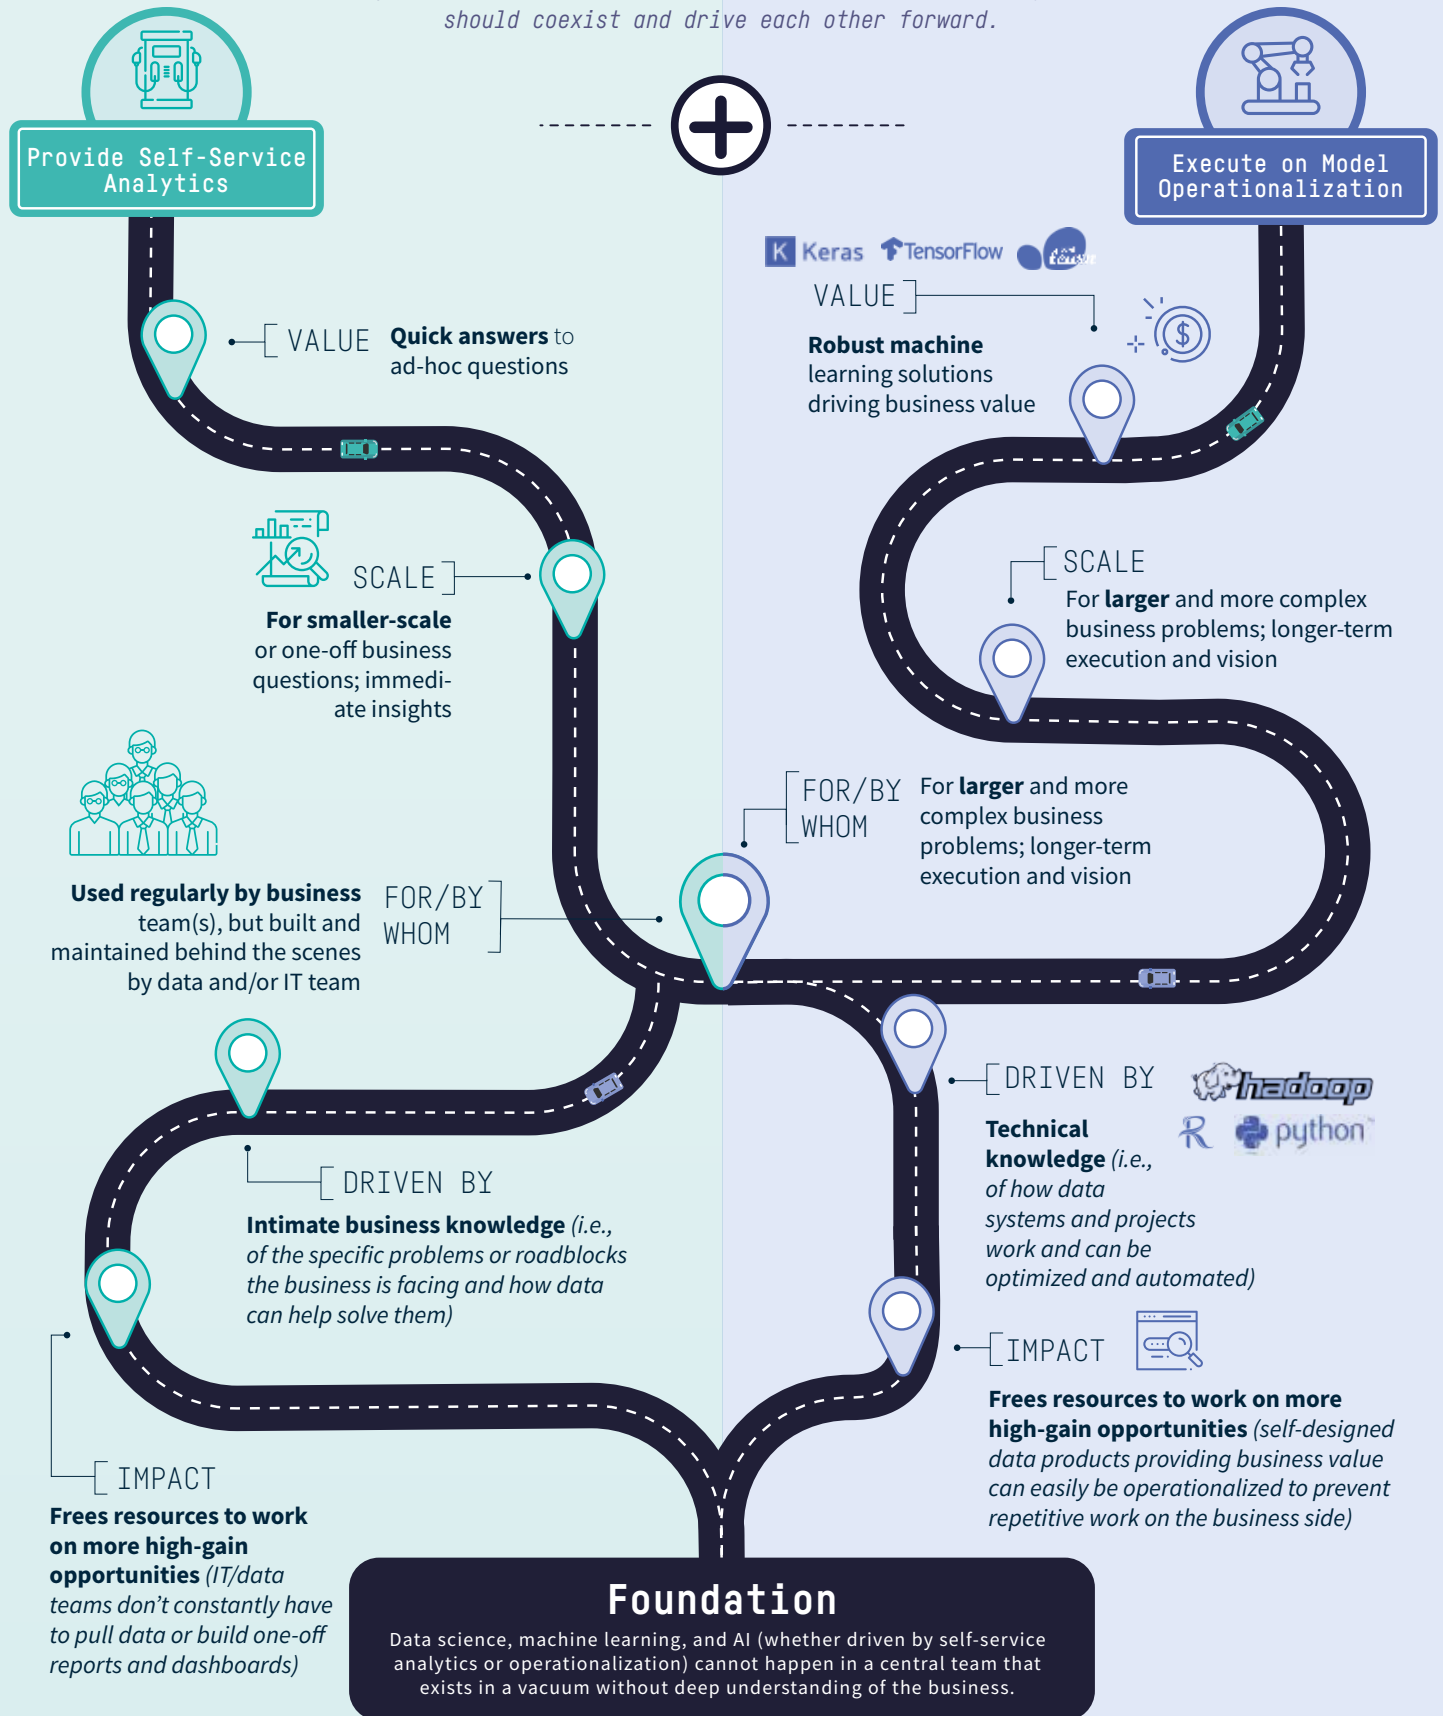 should coexist and drive each other forward.
Provide Self-Service
Analytics
Execute on Model
Operationalization
K Keras
TensorFlow
VALUE
Quick answers to
ad-hoc questions
VALUE
Robust machine
learning solutions
driving business value
$
SCALE
For smaller-scale
or one-off business
questions; immedi-
ate insights
SCALE
For larger and more complex
business problems; longer-term
execution and vision
FOR/BY
WHOM
For larger and more
complex business
problems; longer-term
execution and vision
Used regularly by business
team(s), but built and
maintained behind the scenes
by data and/or IT team
FOR/BY
WHOM
DRIVEN BY
hadoop
R
python
Technical
knowledge (i.e.,
of how data
systems and projects
work and can be
optimized and automated)
DRIVEN BY
Intimate business knowledge (i.e.,
of the specific problems or roadblocks
the business is facing and how data
can help solve them)
IMPACT
Frees resources to work on more
high-gain opportunities (self-designed
data products providing business value
can easily be operationalized to prevent
repetitive work on the business side)
IMPACT
Frees resources to work
on more high-gain
opportunities (IT/data
teams don’t constantly have
to pull data or build one-off
reports and dashboards)
Foundation
Data science, machine learning, and AI (whether driven by self-service
analytics or operationalization) cannot happen in a central team that
exists in a vacuum without deep understanding of the business.